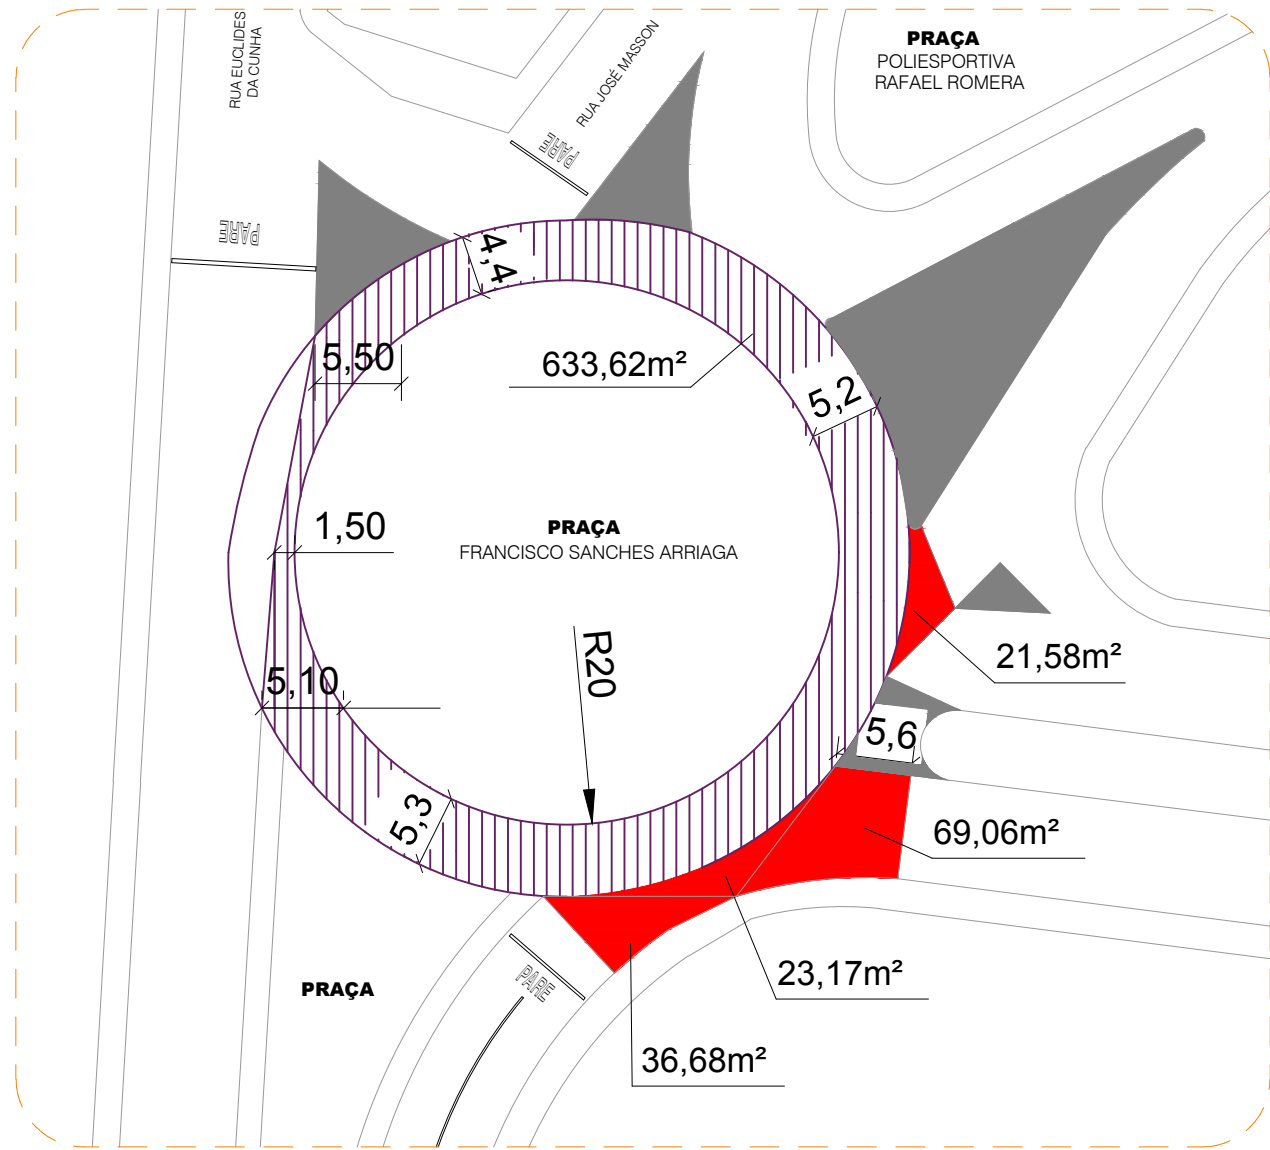 RUA EUCLIDES
DA CUNHA
RUA JOSÉ MASSON
PRAÇA
POLIESPORTIVA
RAFAEL ROMERA
PARE
PARE
4,4
5,50
633,62m²
5,2
1,50
PRAÇA
FRANCISCO SANCHES ARRIAGA
R20
21,58m²
5,10
5,6
5,3
69,06m²
23,17m²
PARE
PRAÇA
36,68m²